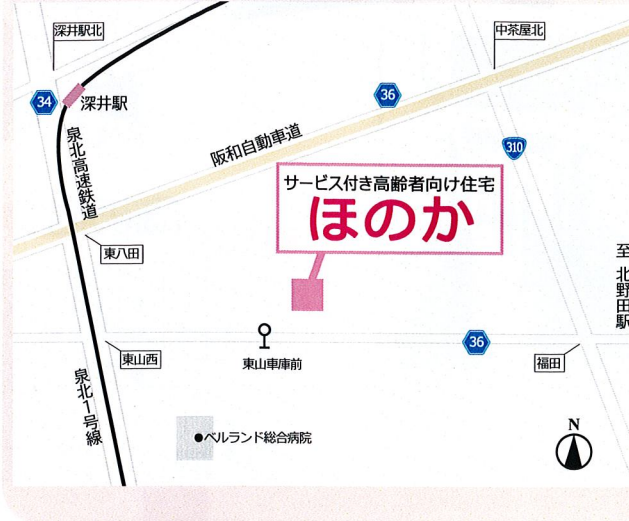 深井駅北
中茶屋北
34
深井駅
36
泉北高速鉄道
阪和自動車道
310
サービス付き高齢者向け住宅
ほのか
東八田
至 北野田駅
東山西
東山車庫前
36
福田
泉北1号線
ベルランド総合病院
N